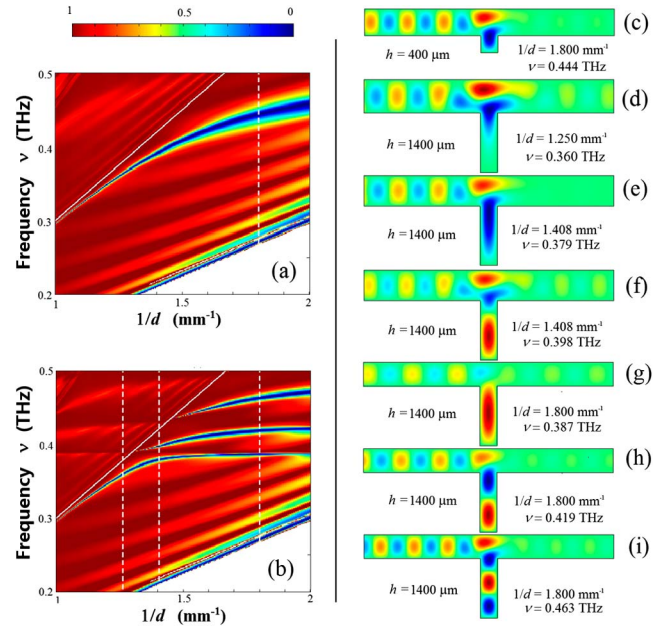 1
0.5
0
0.5
0.4
0.3
0.2
1
1.5
2
Frequency ν (THz)
1/d (mm⁻¹)
(a)
0.5
0.4
0.3
0.2
1
1.5
2
Frequency ν (THz)
1/d (mm⁻¹)
(b)
(c)
h = 400 μm
1/d = 1.800 mm⁻¹
ν = 0.444 THz
(d)
h = 1400 μm
1/d = 1.250 mm⁻¹
ν = 0.360 THz
(e)
h = 1400 μm
1/d = 1.408 mm⁻¹
ν = 0.379 THz
(f)
h = 1400 μm
1/d = 1.408 mm⁻¹
ν = 0.398 THz
(g)
h = 1400 μm
1/d = 1.800 mm⁻¹
ν = 0.387 THz
(h)
h = 1400 μm
1/d = 1.800 mm⁻¹
ν = 0.419 THz
(i)
h = 1400 μm
1/d = 1.800 mm⁻¹
ν = 0.463 THz